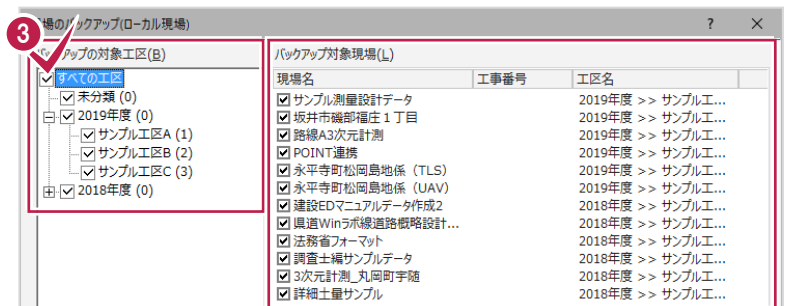 場のバックアップ(ローカル現場)
3
バックアップの対象工区(B)
すべての工区
未分類 (0)
2019年度 (0)
サンプル工区A (1)
サンプル工区B (2)
サンプル工区C (3)
2018年度 (0)
バックアップ対象現場(L)
現場名 工事番号 工区名
サンプル測量設計データ 2019年度 >> サンプル工...
坂井市磯部福庄1丁目 2019年度 >> サンプル工...
路線A3次元計測 2019年度 >> サンプル工...
POINT連携 2019年度 >> サンプル工...
永平寺町松岡島地係 (TLS) 2019年度 >> サンプル工...
永平寺町松岡島地係 (UAV) 2019年度 >> サンプル工...
建設EDマニュアルデータ作成2 2018年度 >> サンプル工...
県道Winラボ線道路概略設計... 2018年度 >> サンプル工...
法務省フォーマット 2018年度 >> サンプル工...
調査士編サンプルデータ 2018年度 >> サンプル工...
3次元計測_丸岡町宇随 2018年度 >> サンプル工...
詳細土量サンプル 2018年度 >> サンプル工...